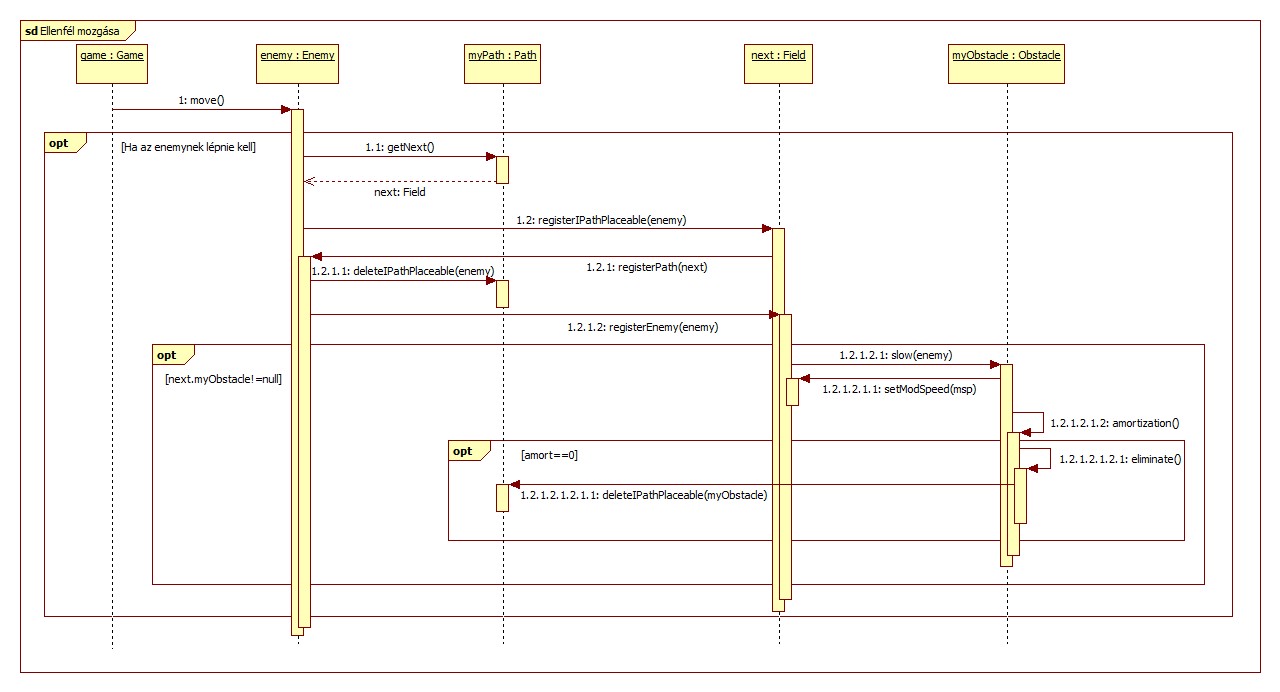 sd Ellenfél mozgása
game : Game
enemy : Enemy
myPath : Path
next : Field
myObstacle : Obstacle
1: move()
opt
[Ha az enemynek lépnie kell]
1.1: getNext()
next: Field
1.2: registerIPathPlaceable(enemy)
1.2.1: registerPath(next)
1.2.1.1: deleteIPathPlaceable(enemy)
1.2.1.2: registerEnemy(enemy)
opt
[next.myObstacle!=null]
1.2.1.2.1: slow(enemy)
1.2.1.2.1.1: setModSpeed(msp)
1.2.1.2.1.2: amortization()
opt
[amort==0]
1.2.1.2.1.2.1: eliminate()
1.2.1.2.1.2.1.1: deleteIPathPlaceable(myObstacle)